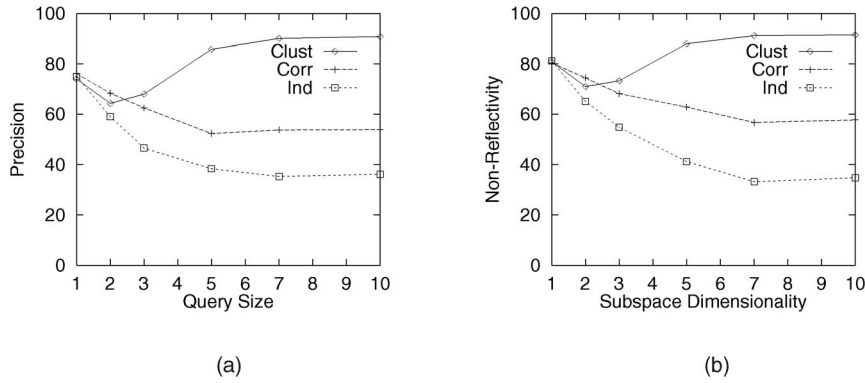 100
80
60
40
20
0
Precision
Clust
Corr
Ind
1 2 3 4 5 6 7 8 9 10
Query Size
(a)
100
80
60
40
20
0
Non-Reflectivity
Clust
Corr
Ind
1 2 3 4 5 6 7 8 9 10
Subspace Dimensionality
(b)